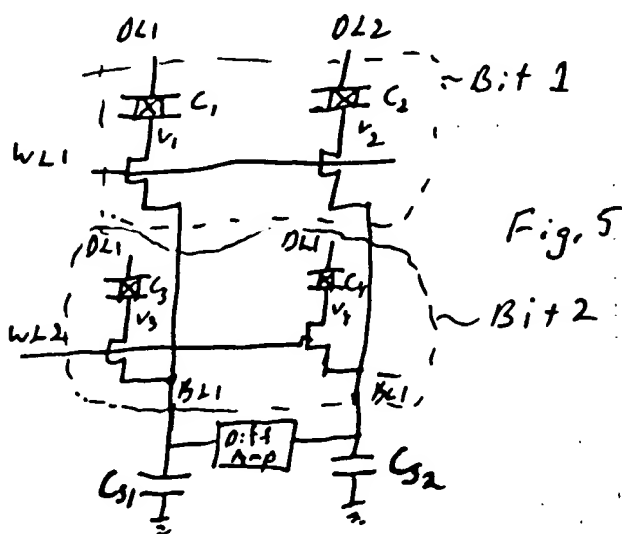 DL1 DL2
Bit 1
C1 C2
V1 V2
WL1
Fig. 5
DL1 DL1
C3 C4
V3 V4
Bit 2
WL2
BL1 BL1
Diff
Amp
CS1 CS2